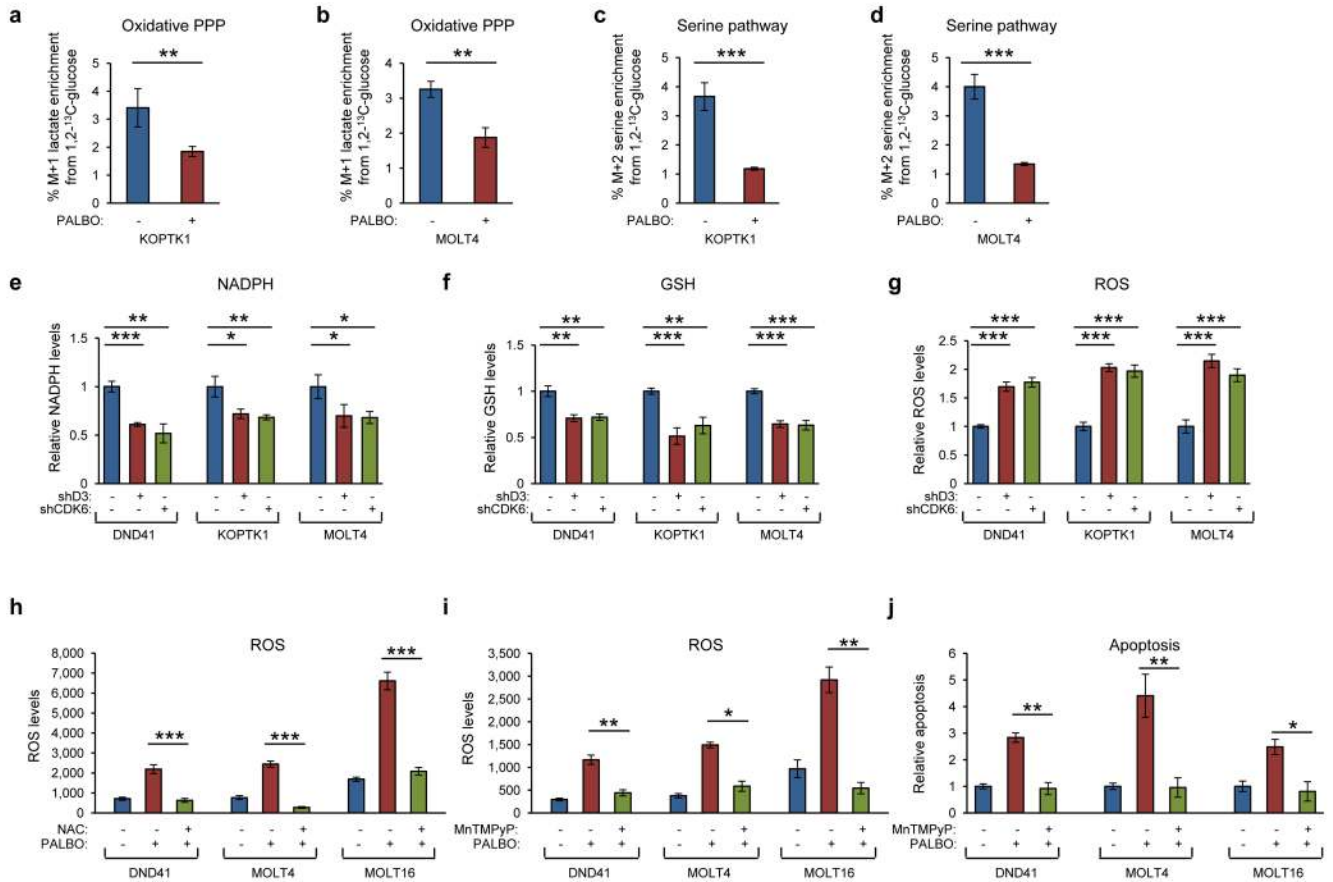 a
Oxidative PPP
**
% M+1 lactate enrichment
from 1,2-¹³C-glucose
5
4
3
2
1
0
PALBO: - +
KOPTK1
b
Oxidative PPP
**
% M+1 lactate enrichment
from 1,2-¹³C-glucose
4
3
2
1
0
PALBO: - +
MOLT4
c
Serine pathway
***
% M+2 serine enrichment
from 1,2-¹³C-glucose
5
4
3
2
1
0
PALBO: - +
KOPTK1
d
Serine pathway
***
% M+2 serine enrichment
from 1,2-¹³C-glucose
5
4
3
2
1
0
PALBO: - +
MOLT4
e
NADPH
** ** *
*** * *
Relative NADPH levels
1.5
1
0.5
0
shD3: - + - + - +
shCDK6: - + - + - +
DND41 KOPTK1 MOLT4
f
GSH
** ** ***
** *** ***
Relative GSH levels
1.5
1
0.5
0
shD3: - + - + - +
shCDK6: - + - + - +
DND41 KOPTK1 MOLT4
g
ROS
*** *** ***
*** *** ***
Relative ROS levels
2.5
2
1.5
1
0.5
0
shD3: - + - + - +
shCDK6: - + - + - +
DND41 KOPTK1 MOLT4
h
ROS
*** *** ***
ROS levels
8,000
7,000
6,000
5,000
4,000
3,000
2,000
1,000
0
NAC: + + +
PALBO: - + + - + + - + +
DND41 MOLT4 MOLT16
i
ROS
** * **
ROS levels
3,500
3,000
2,500
2,000
1,500
1,000
500
0
MnTMPyP: + + +
PALBO: - + + - + + - + +
DND41 MOLT4 MOLT16
j
Apoptosis
** ** *
Relative apoptosis
6
5
4
3
2
1
0
MnTMPyP: + + +
PALBO: - + + - + + - + +
DND41 MOLT4 MOLT16